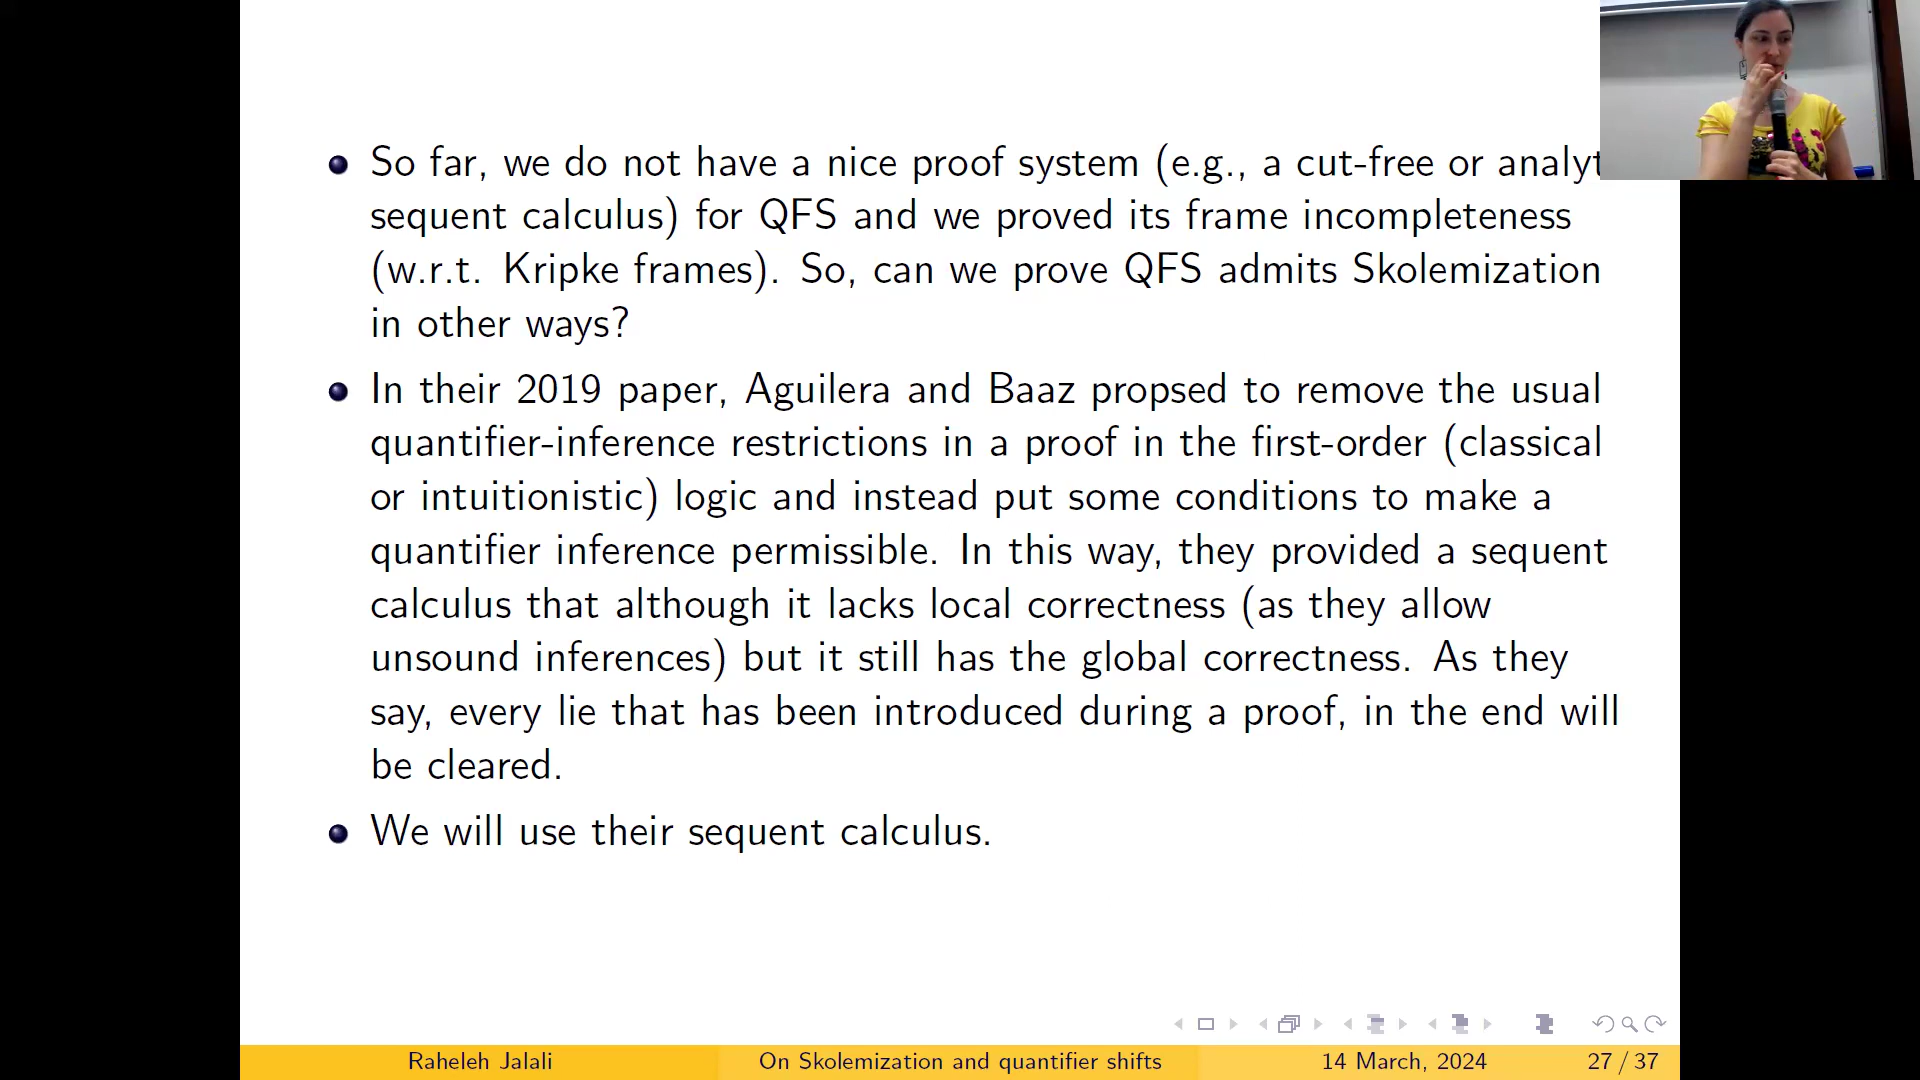 So far, we do not have a nice proof system (e.g., a cut-free or analyt
sequent calculus) for QFS and we proved its frame incompleteness
(w.r.t. Kripke frames). So, can we prove QFS admits Skolemization
in other ways?
In their 2019 paper, Aguilera and Baaz propsed to remove the usual
quantifier-inference restrictions in a proof in the first-order (classical
or intuitionistic) logic and instead put some conditions to make a
quantifier inference permissible. In this way, they provided a sequent
calculus that although it lacks local correctness (as they allow
unsound inferences) but it still has the global correctness. As they
say, every lie that has been introduced during a proof, in the end will
be cleared.
We will use their sequent calculus.
Raheleh Jalali On Skolemization and quantifier shifts 14 March, 2024 27 / 37